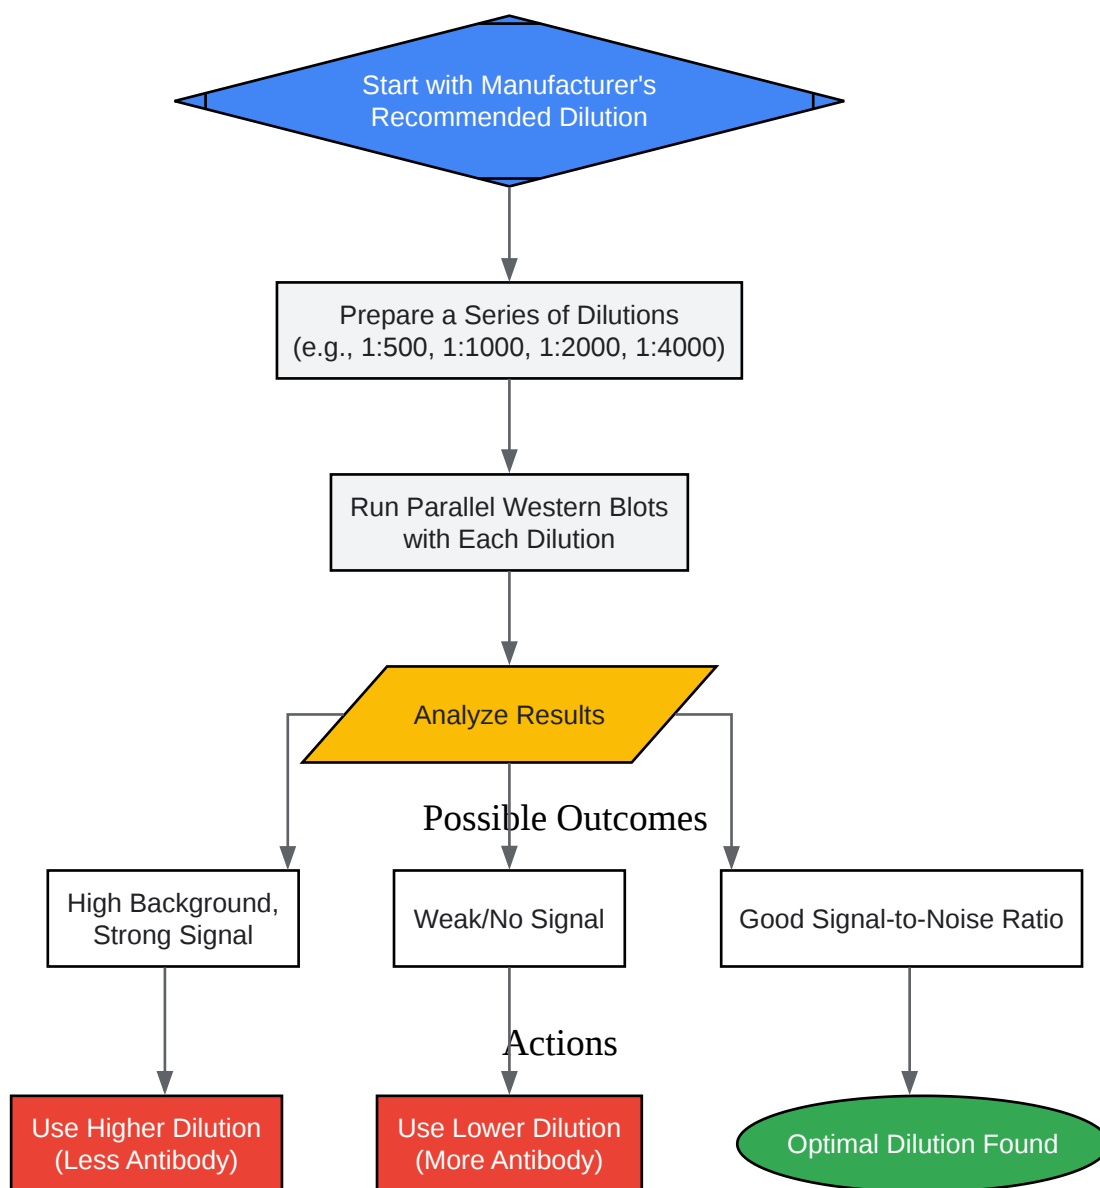 Start with Manufacturer's
Recommended Dilution
Prepare a Series of Dilutions
(e.g., 1:500, 1:1000, 1:2000, 1:4000)
Run Parallel Western Blots
with Each Dilution
Analyze Results
Possible Outcomes
High Background,
Strong Signal
Weak/No Signal
Good Signal-to-Noise Ratio
Actions
Use Higher Dilution
(Less Antibody)
Use Lower Dilution
(More Antibody)
Optimal Dilution Found